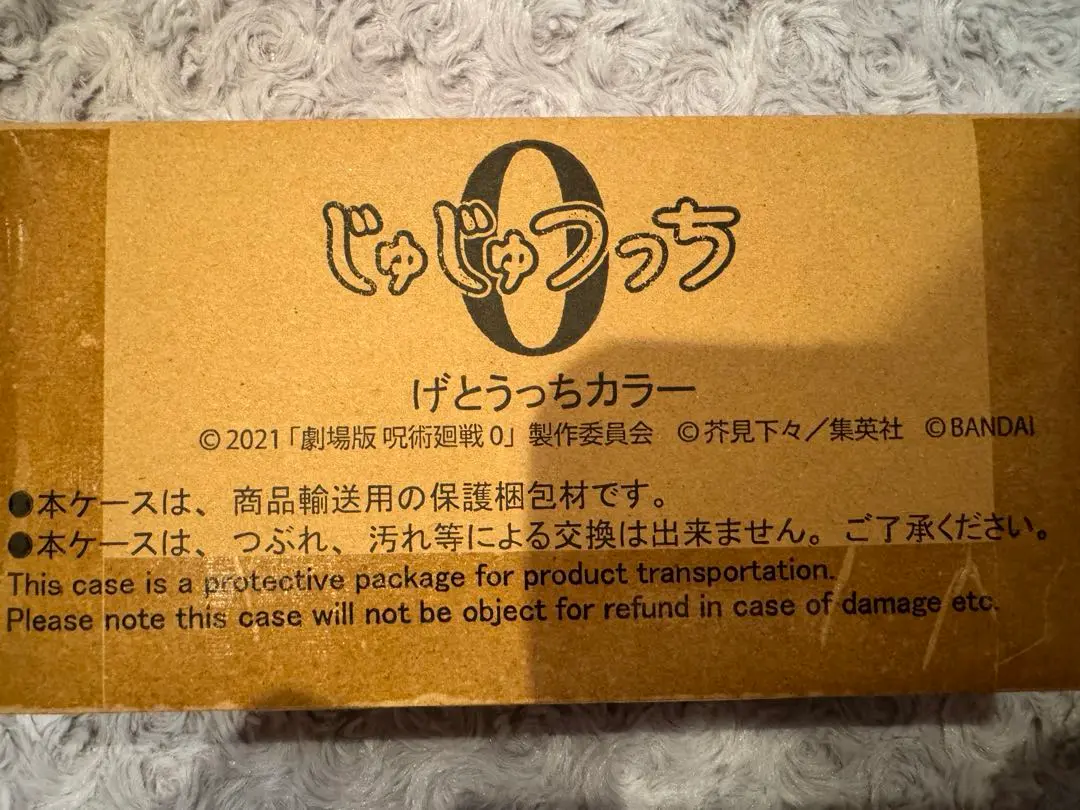 じゅじゅつっち
0
げとうっちカラー
©2021「劇場版 呪術廻戦 0」製作委員会 ©芥見下々／集英社 ©BANDAI
●本ケースは、商品輸送用の保護梱包材です。
●本ケースは、つぶれ、汚れ等による交換は出来ません。ご了承ください。
This case is a protective package for product transportation.
Please note this case will not be object for refund in case of damage etc.